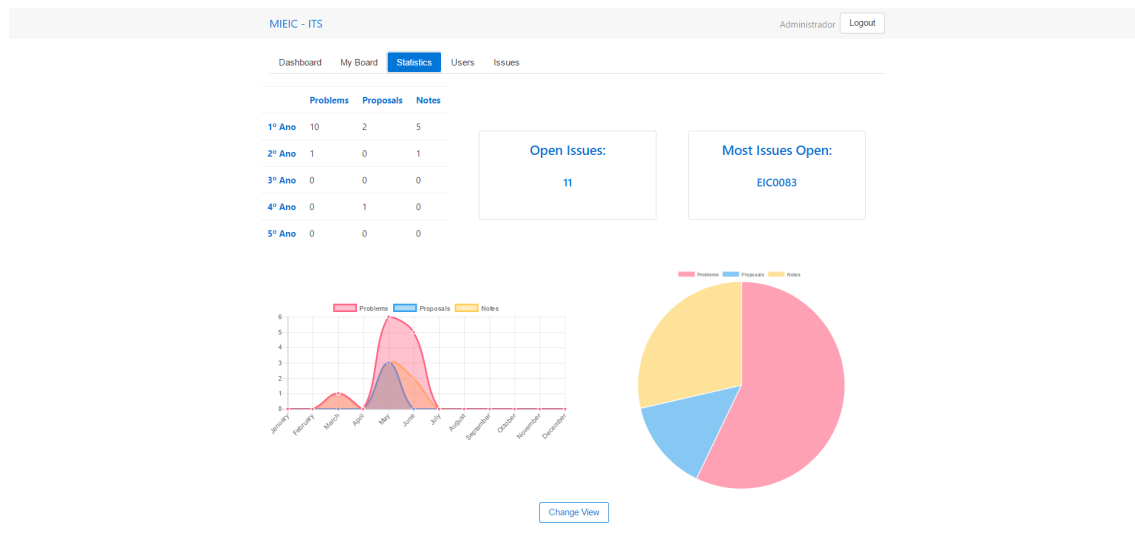 MIEIC - ITS
Administrador Logout
Dashboard My Board Statistics Users Issues
Problems Proposals Notes
1º Ano 10 2 5
2º Ano 1 0 1
3º Ano 0 0 0
4º Ano 0 1 0
5º Ano 0 0 0
Open Issues:
11
Most Issues Open:
EIC0083
Problems Proposals Notes
6
5
4
3
2
1
0
January February March April May June July August September October November December
Problems Proposals Notes
Change View